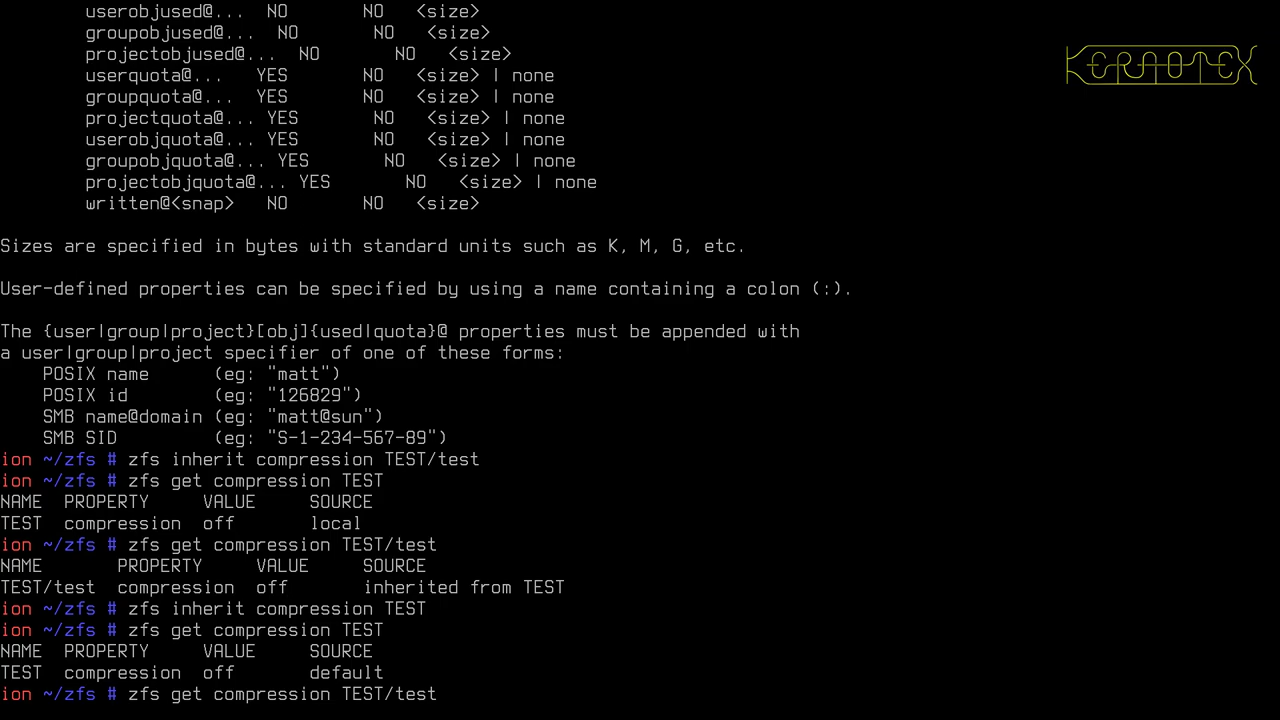 userobjused@... NO NO <size>
KERAOTEX
groupobjused@... NO NO <size>
projectobjused@... NO NO <size>
userquota@... YES NO <size> | none
groupquota@... YES NO <size> | none
projectquota@... YES NO <size> | none
userobjquota@... YES NO <size> | none
groupobjquota@... YES NO <size> | none
projectobjquota@... YES NO <size> | none
written@<snap> NO NO <size>
Sizes are specified in bytes with standard units such as K, M, G, etc.
User-defined properties can be specified by using a name containing a colon (:).
The {user|group|project}[obj]{used|quota}@ properties must be appended with
a user|group|project specifier of one of these forms:
POSIX name (eg: "matt")
POSIX id (eg: "126829")
SMB name@domain (eg: "matt@sun")
SMB SID (eg: "S-1-234-567-89")
ion ~/zfs # zfs inherit compression TEST/test
ion ~/zfs # zfs get compression TEST
NAME PROPERTY VALUE SOURCE
TEST compression off local
ion ~/zfs # zfs get compression TEST/test
NAME PROPERTY VALUE SOURCE
TEST/test compression off inherited from TEST
ion ~/zfs # zfs inherit compression TEST
ion ~/zfs # zfs get compression TEST
NAME PROPERTY VALUE SOURCE
TEST compression off default
ion ~/zfs # zfs get compression TEST/test